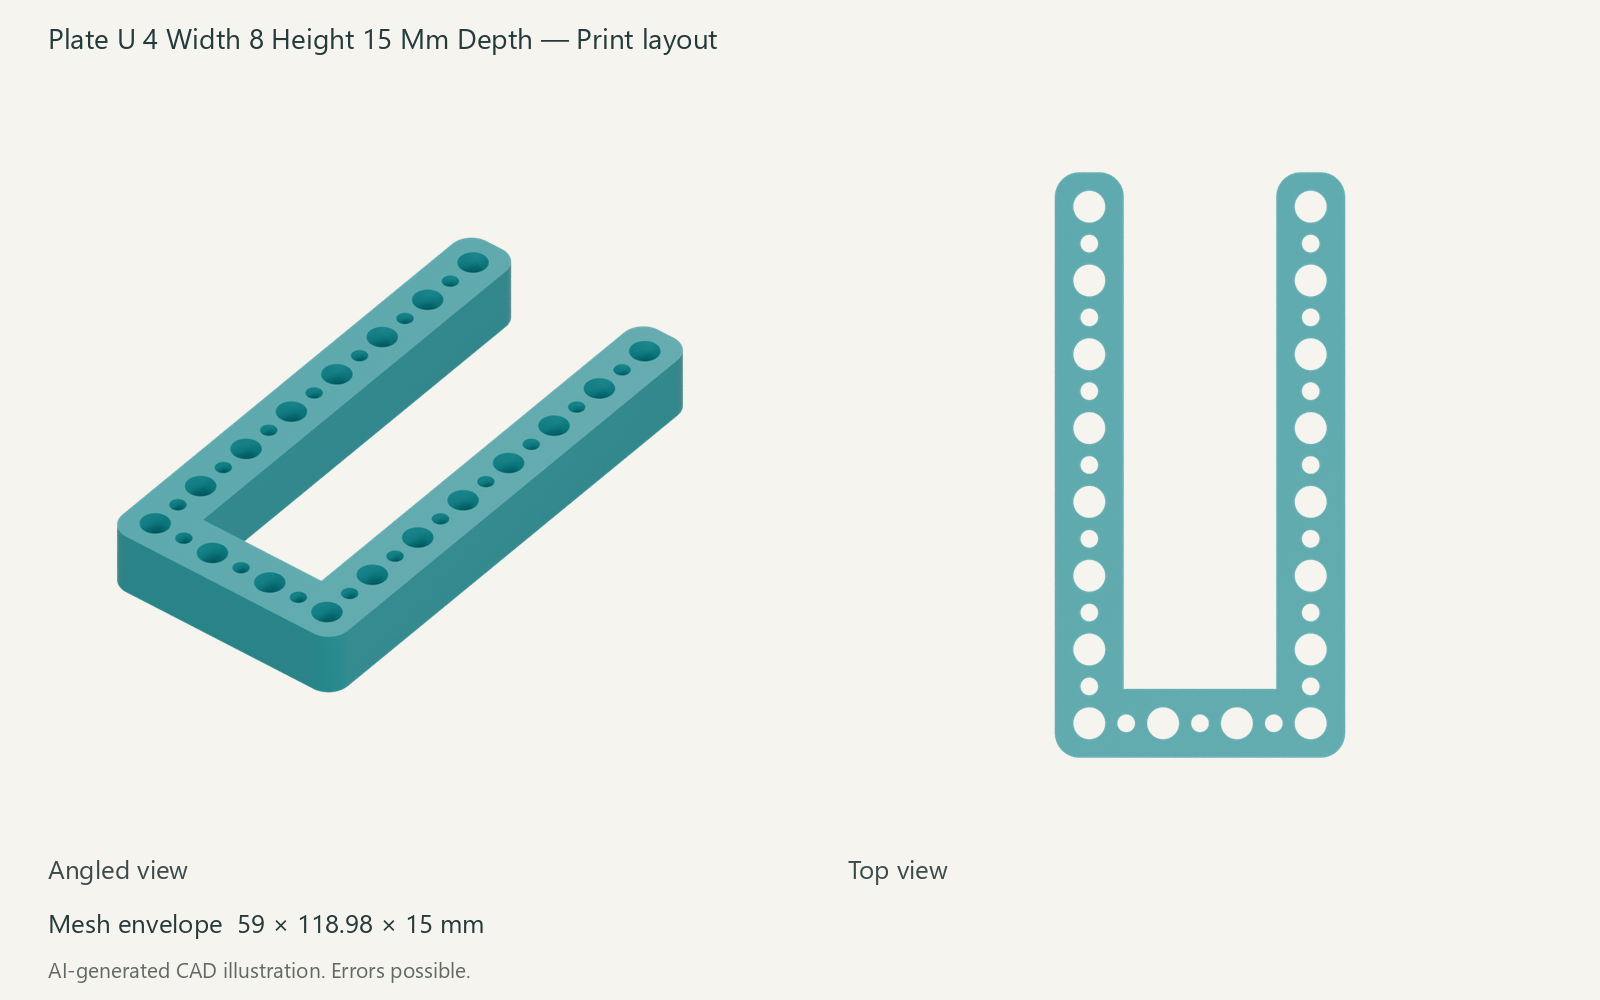 Plate U 4 Width 8 Height 15 Mm Depth — Print layout
Angled view
Top view
Mesh envelope 59 × 118.98 × 15 mm
AI-generated CAD illustration. Errors possible.